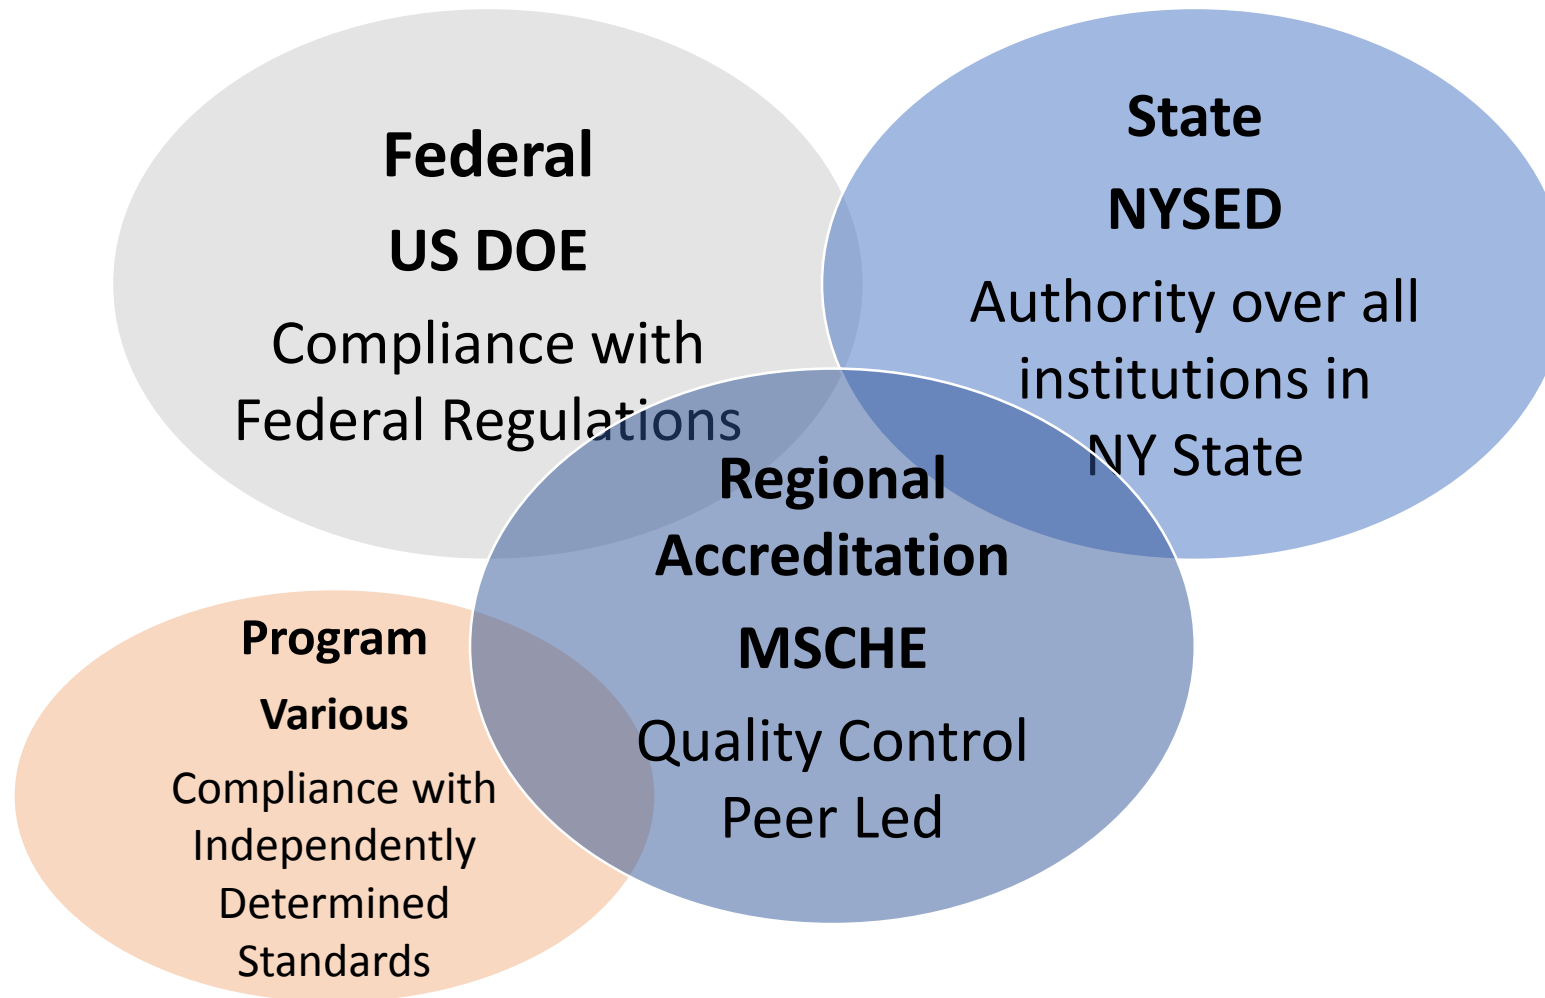 Federal
US DOE
Compliance with
Federal Regulations
State
NYSED
Authority over all
institutions in
NY State
Regional
Accreditation
MSCHE
Quality Control
Peer Led
Program
Various
Compliance with
Independently
Determined
Standards